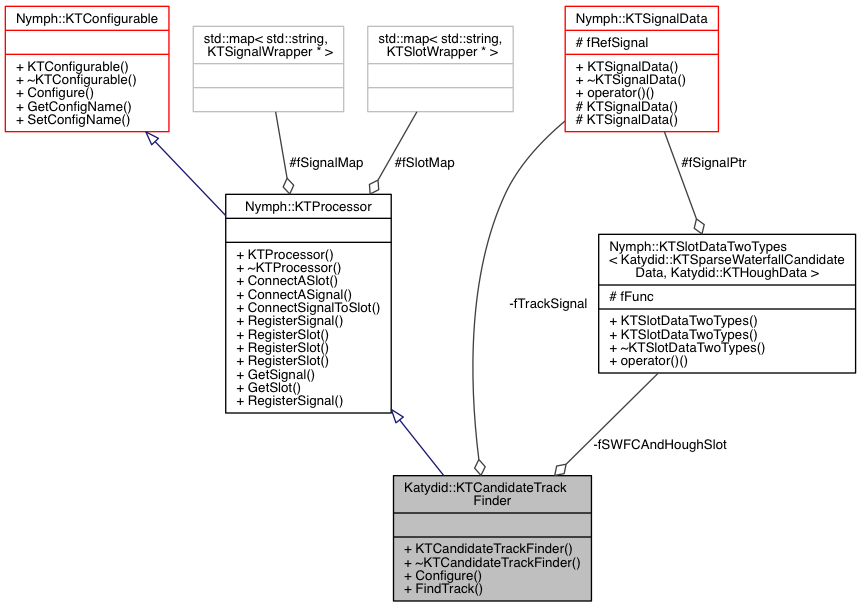 Nymph::KTConfigurable
+ KTConfigurable()
+ ~KTConfigurable()
+ Configure()
+ GetConfigName()
+ SetConfigName()
std::map< std::string,
KTSignalWrapper * >
std::map< std::string,
KTSlotWrapper * >
Nymph::KTSignalData
# fRefSignal
+ KTSignalData()
+ ~KTSignalData()
+ operator()()
# KTSignalData()
# KTSignalData()
#fSignalMap
#fSlotMap
#fSignalPtr
Nymph::KTProcessor
+ KTProcessor()
+ ~KTProcessor()
+ ConnectASlot()
+ ConnectASignal()
+ ConnectSignalToSlot()
+ RegisterSignal()
+ RegisterSlot()
+ RegisterSlot()
+ RegisterSlot()
+ GetSignal()
+ GetSlot()
+ RegisterSignal()
Nymph::KTSlotDataTwoTypes
< Katydid::KTSparseWaterfallCandidate
Data, Katydid::KTHoughData >
# fFunc
+ KTSlotDataTwoTypes()
+ KTSlotDataTwoTypes()
+ ~KTSlotDataTwoTypes()
+ operator()()
-fTrackSignal
-fSWFCAndHoughSlot
Katydid::KTCandidateTrack
Finder
+ KTCandidateTrackFinder()
+ ~KTCandidateTrackFinder()
+ Configure()
+ FindTrack()